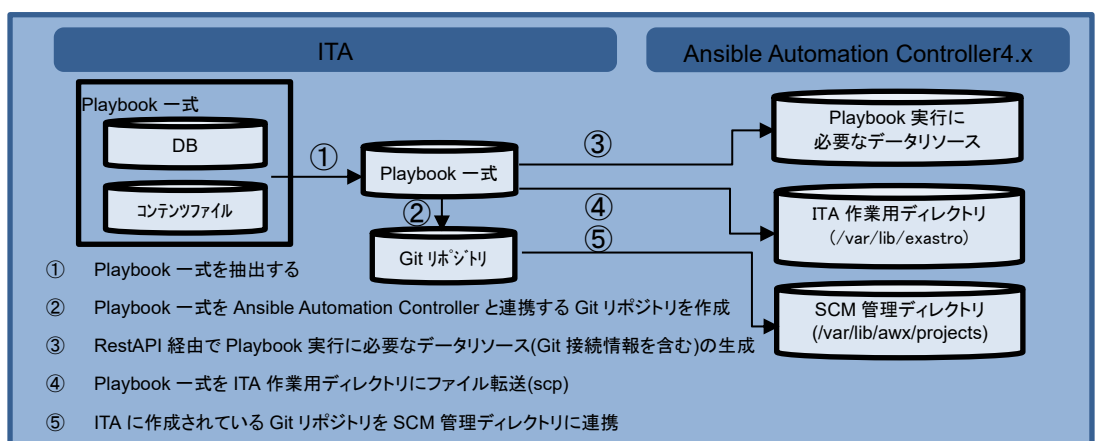 ITA
Ansible Automation Controller4.x
Playbook 一式
DB
コンテンツファイル
①
Playbook 一式
②
Git リポジトリ
③
④
⑤
Playbook 実行に
必要なデータリソース
ITA 作業用ディレクトリ
(/var/lib/exastro)
SCM 管理ディレクトリ
(/var/lib/awx/projects)
① Playbook 一式を抽出する
② Playbook 一式を Ansible Automation Controller と連携する Git リポジトリを作成
③ RestAPI 経由で Playbook 実行に必要なデータリソース(Git 接続情報を含む)の生成
④ Playbook 一式を ITA 作業用ディレクトリにファイル転送(scp)
⑤ ITA に作成されている Git リポジトリを SCM 管理ディレクトリに連携